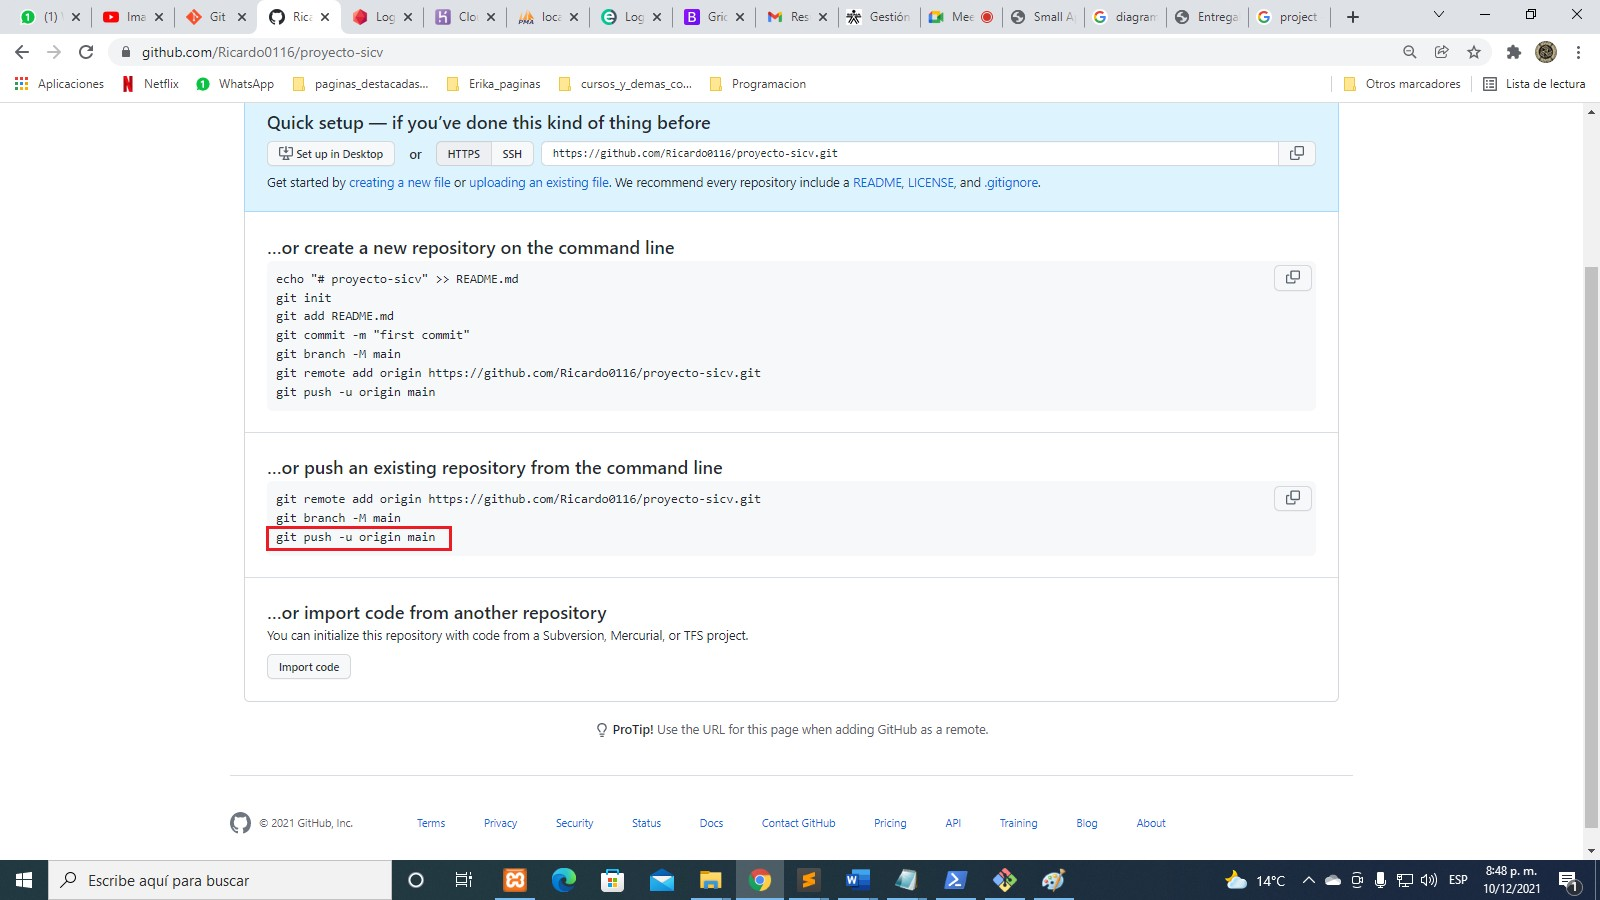 (1) W
Ima
Git
Rica
Log
Clo
loca
Log
Gric
Res
Gestión
Mee
Small A
diagram
Entrega
project
github.com/Ricardo0116/proyecto-sicv
Aplicaciones
Netflix
WhatsApp
paginas_destacadas...
Erika_paginas
cursos_y_demas_co...
Programacion
Otros marcadores
Lista de lectura
Quick setup — if you've done this kind of thing before
Set up in Desktop or HTTPS SSH https://github.com/Ricardo0116/proyecto-sicv.git
Get started by creating a new file or uploading an existing file. We recommend every repository include a README, LICENSE, and .gitignore.
...or create a new repository on the command line
echo "# proyecto-sicv" >> README.md
git init
git add README.md
git commit -m "first commit"
git branch -M main
git remote add origin https://github.com/Ricardo0116/proyecto-sicv.git
git push -u origin main
...or push an existing repository from the command line
git remote add origin https://github.com/Ricardo0116/proyecto-sicv.git
git branch -M main
git push -u origin main
...or import code from another repository
You can initialize this repository with code from a Subversion, Mercurial, or TFS project.
Import code
ProTip! Use the URL for this page when adding GitHub as a remote.
© 2021 GitHub, Inc.
Terms
Privacy
Security
Status
Docs
Contact GitHub
Pricing
API
Training
Blog
About
Escribe aquí para buscar
14°C
ESP
8:48 p. m.
10/12/2021
1